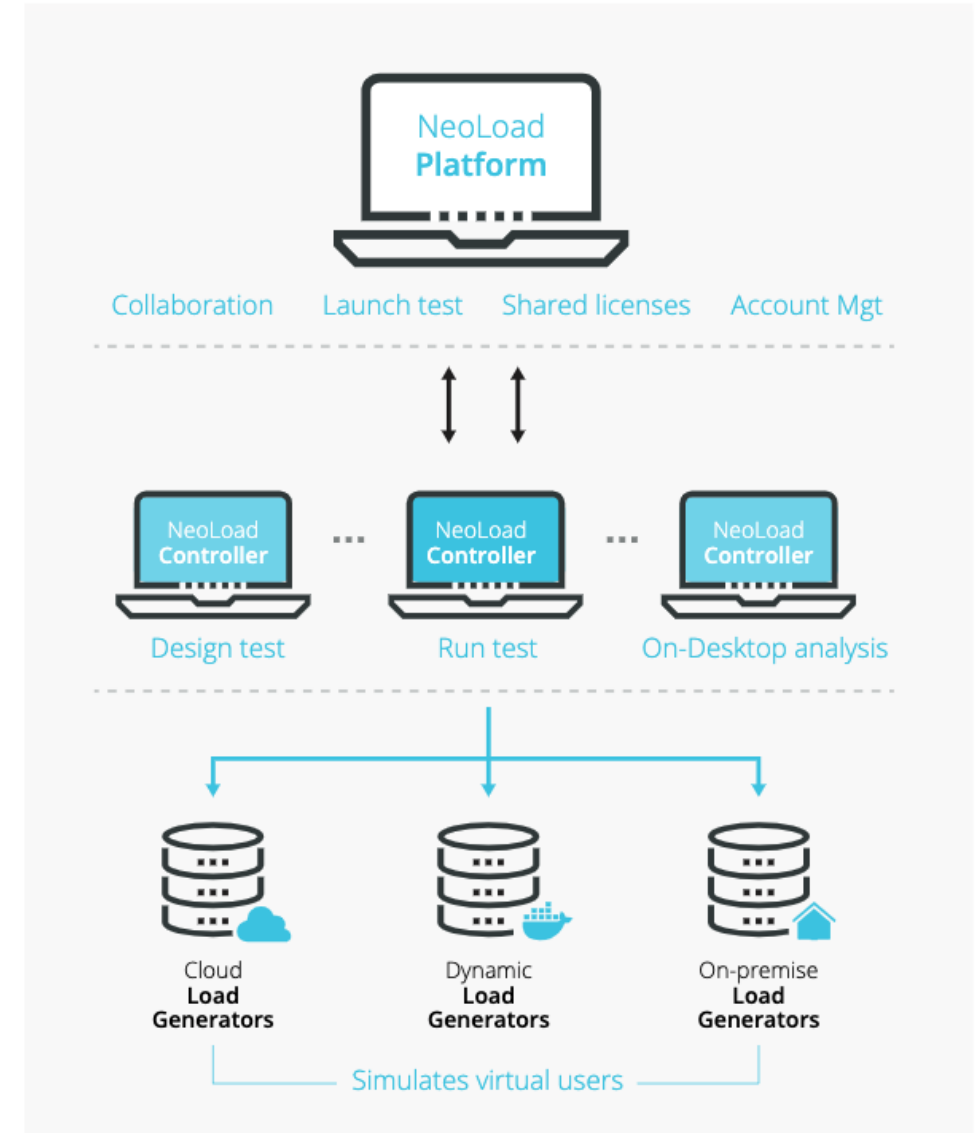 NeoLoad
Platform
Collaboration Launch test Shared licenses Account Mgt
NeoLoad
Controller
NeoLoad
Controller
NeoLoad
Controller
Design test Run test On-Desktop analysis
Cloud
Load
Generators
Dynamic
Load
Generators
On-premise
Load
Generators
Simulates virtual users